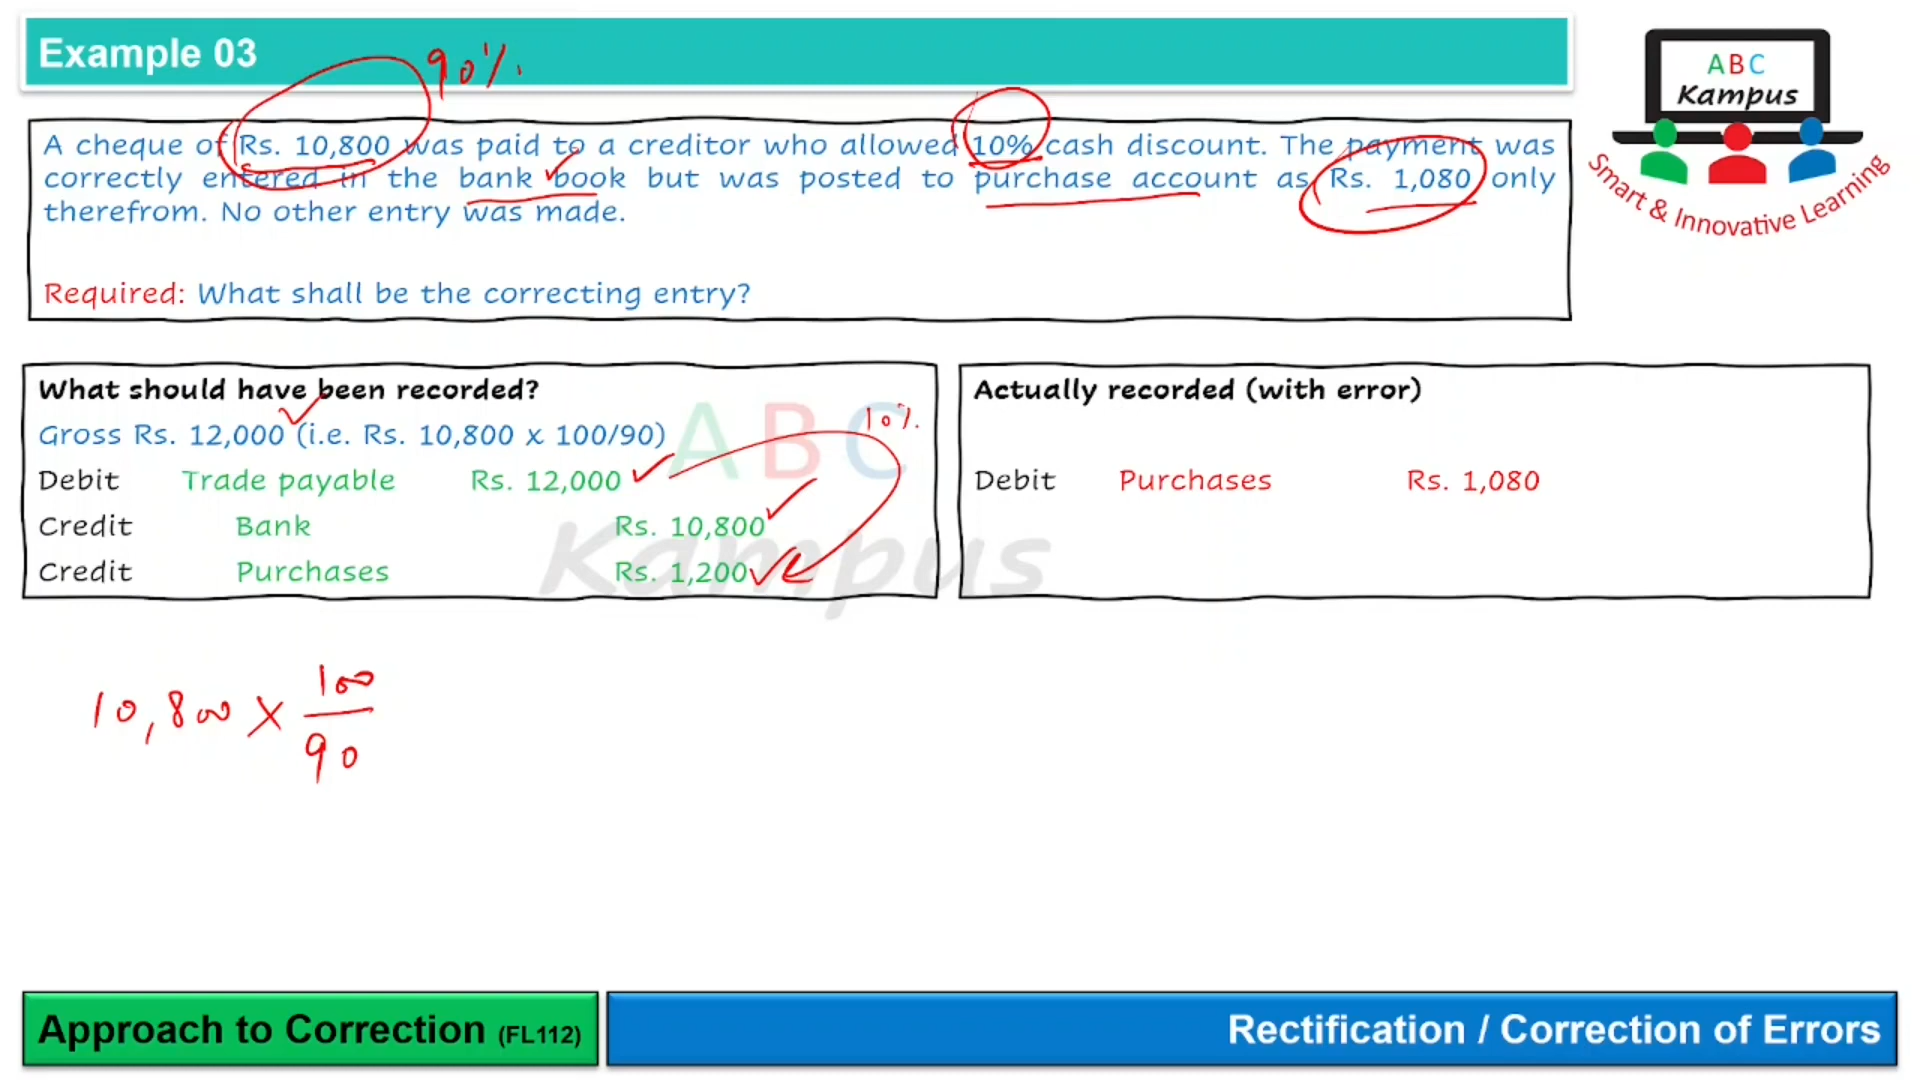 Example 03
90%
ABC
Kampus
Smart & Innovative Learning
A cheque of Rs. 10,800 was paid to a creditor who allowed 10% cash discount. The payment was
correctly entered in the bank book but was posted to purchase account as Rs. 1,080 only
therefrom. No other entry was made.
Required: What shall be the correcting entry?
What should have been recorded?
Gross Rs. 12,000 (i.e. Rs. 10,800 x 100/90)
10%.
Debit Trade payable Rs. 12,000
Credit Bank Rs. 10,800
Credit Purchases Rs. 1,200
Actually recorded (with error)
Debit Purchases Rs. 1,080
ABC
Kampus
10,800 × 100
90
Approach to Correction (FL112)
Rectification / Correction of Errors